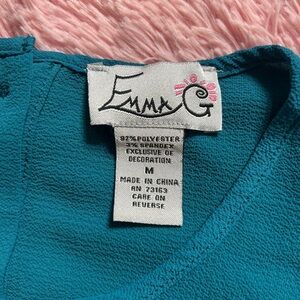 Emma G
97% POLYESTER
3% SPANDEX
EXCLUSIVE OF
DECORATION
M
MADE IN CHINA
RN 73163
CARE ON
REVERSE